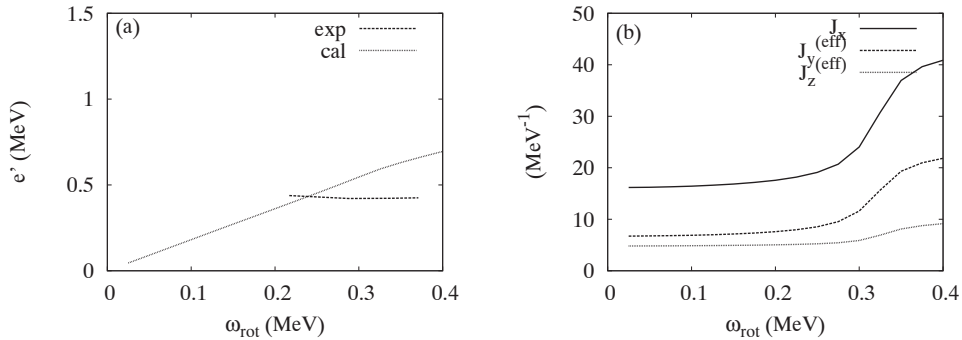 (a)
exp
cal
1.5
1
0.5
0
e' (MeV)
0 0.1 0.2 0.3 0.4
ω_rot (MeV)
(b)
J_x
J_y^(eff)
J_z^(eff)
50
40
30
20
10
0
(MeV^-1)
0 0.1 0.2 0.3 0.4
ω_rot (MeV)